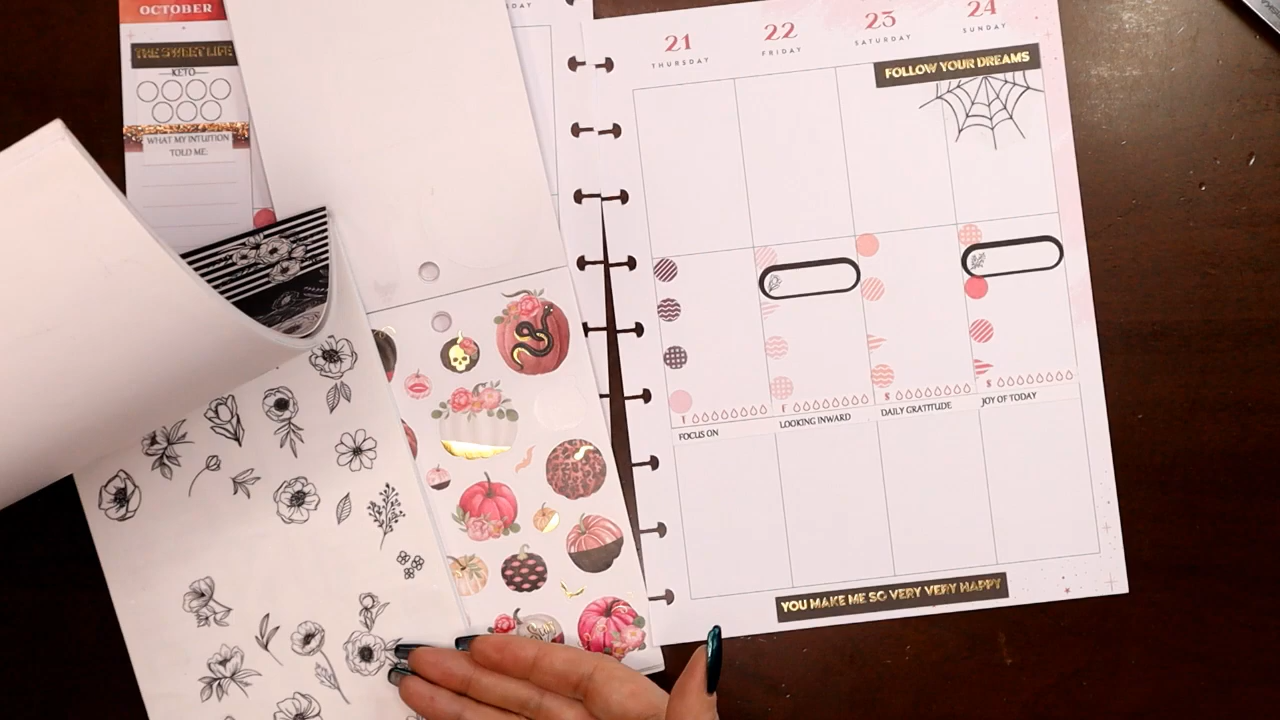 OCTOBER
THE SWEET LIFE
KETO
WHAT MY INTUITION
TOLD ME:
21
THURSDAY
22
FRIDAY
23
SATURDAY
24
SUNDAY
FOLLOW YOUR DREAMS
T
F
S
S
FOCUS ON
LOOKING INWARD
DAILY GRATITUDE
JOY OF TODAY
YOU MAKE ME SO VERY VERY HAPPY